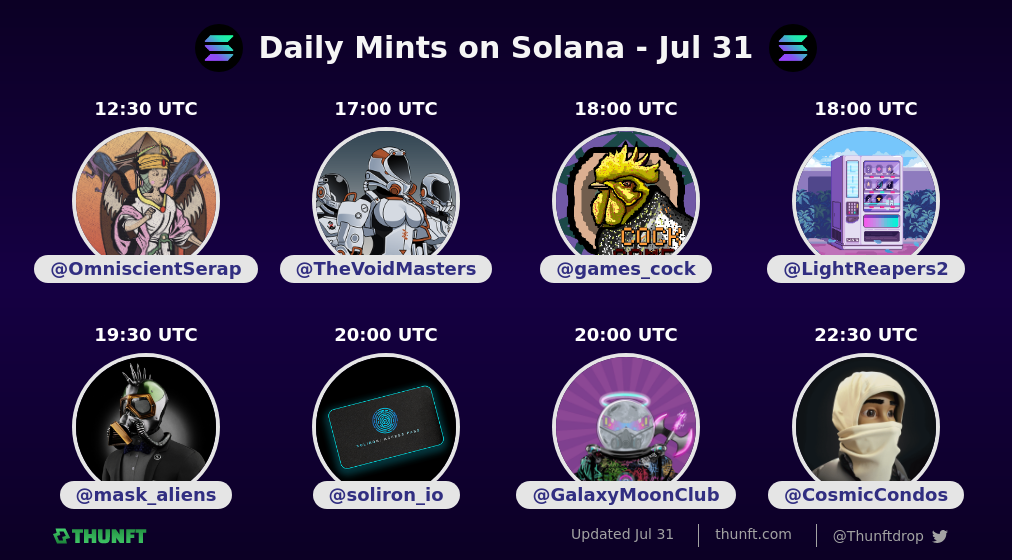 Daily Mints on Solana - Jul 31
12:30 UTC
17:00 UTC
18:00 UTC
18:00 UTC
LIT
COCK
@OmniscientSerap
@TheVoidMasters
@games_cock
@LightReapers2
19:30 UTC
20:00 UTC
20:00 UTC
22:30 UTC
@mask_aliens
@soliron_io
@GalaxyMoonClub
@CosmicCondos
THUNFT
Updated Jul 31
thunft.com
@Thunftdrop